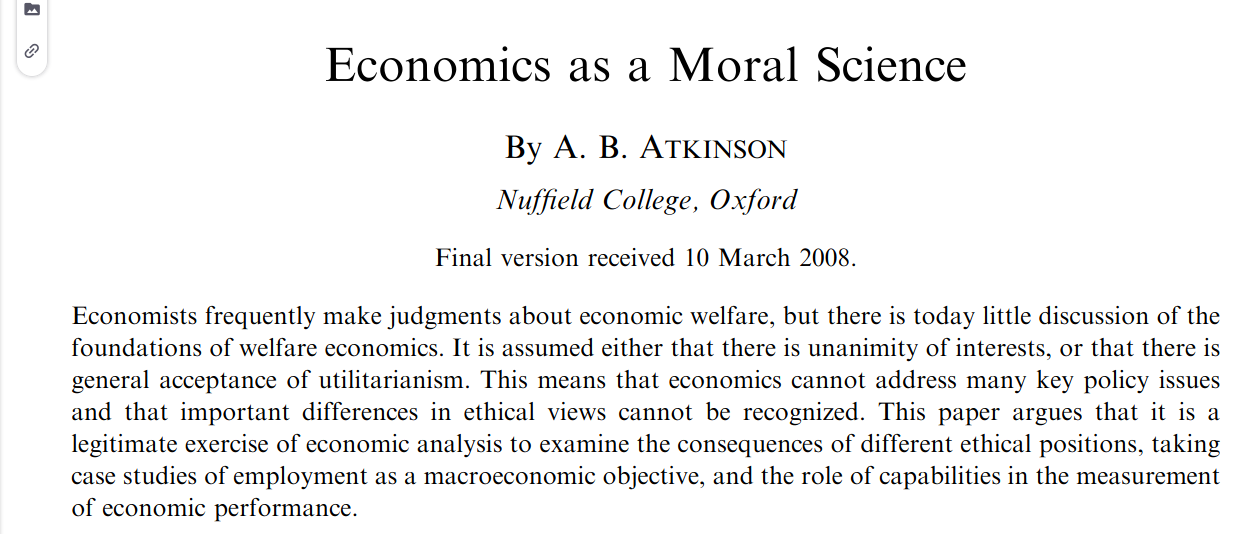 Economics as a Moral Science
By A. B. ATKINSON
Nuffield College, Oxford
Final version received 10 March 2008.
Economists frequently make judgments about economic welfare, but there is today little discussion of the
foundations of welfare economics. It is assumed either that there is unanimity of interests, or that there is
general acceptance of utilitarianism. This means that economics cannot address many key policy issues
and that important differences in ethical views cannot be recognized. This paper argues that it is a
legitimate exercise of economic analysis to examine the consequences of different ethical positions, taking
case studies of employment as a macroeconomic objective, and the role of capabilities in the measurement
of economic performance.